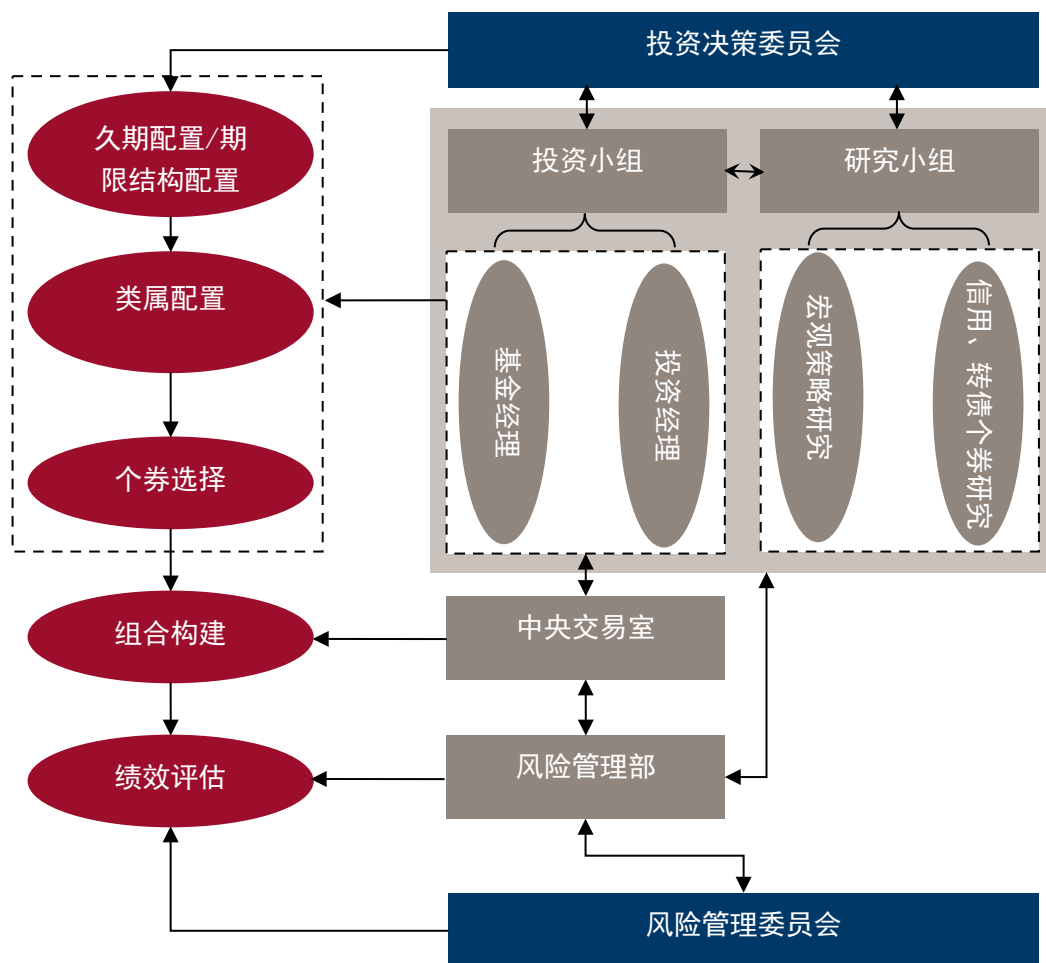 投资决策委员会
久期配置/期
限结构配置
投资小组
研究小组
类属配置
基金经理
投资经理
宏观策略研究
信用、转债个券研究
个券选择
组合构建
中央交易室
绩效评估
风险管理部
风险管理委员会